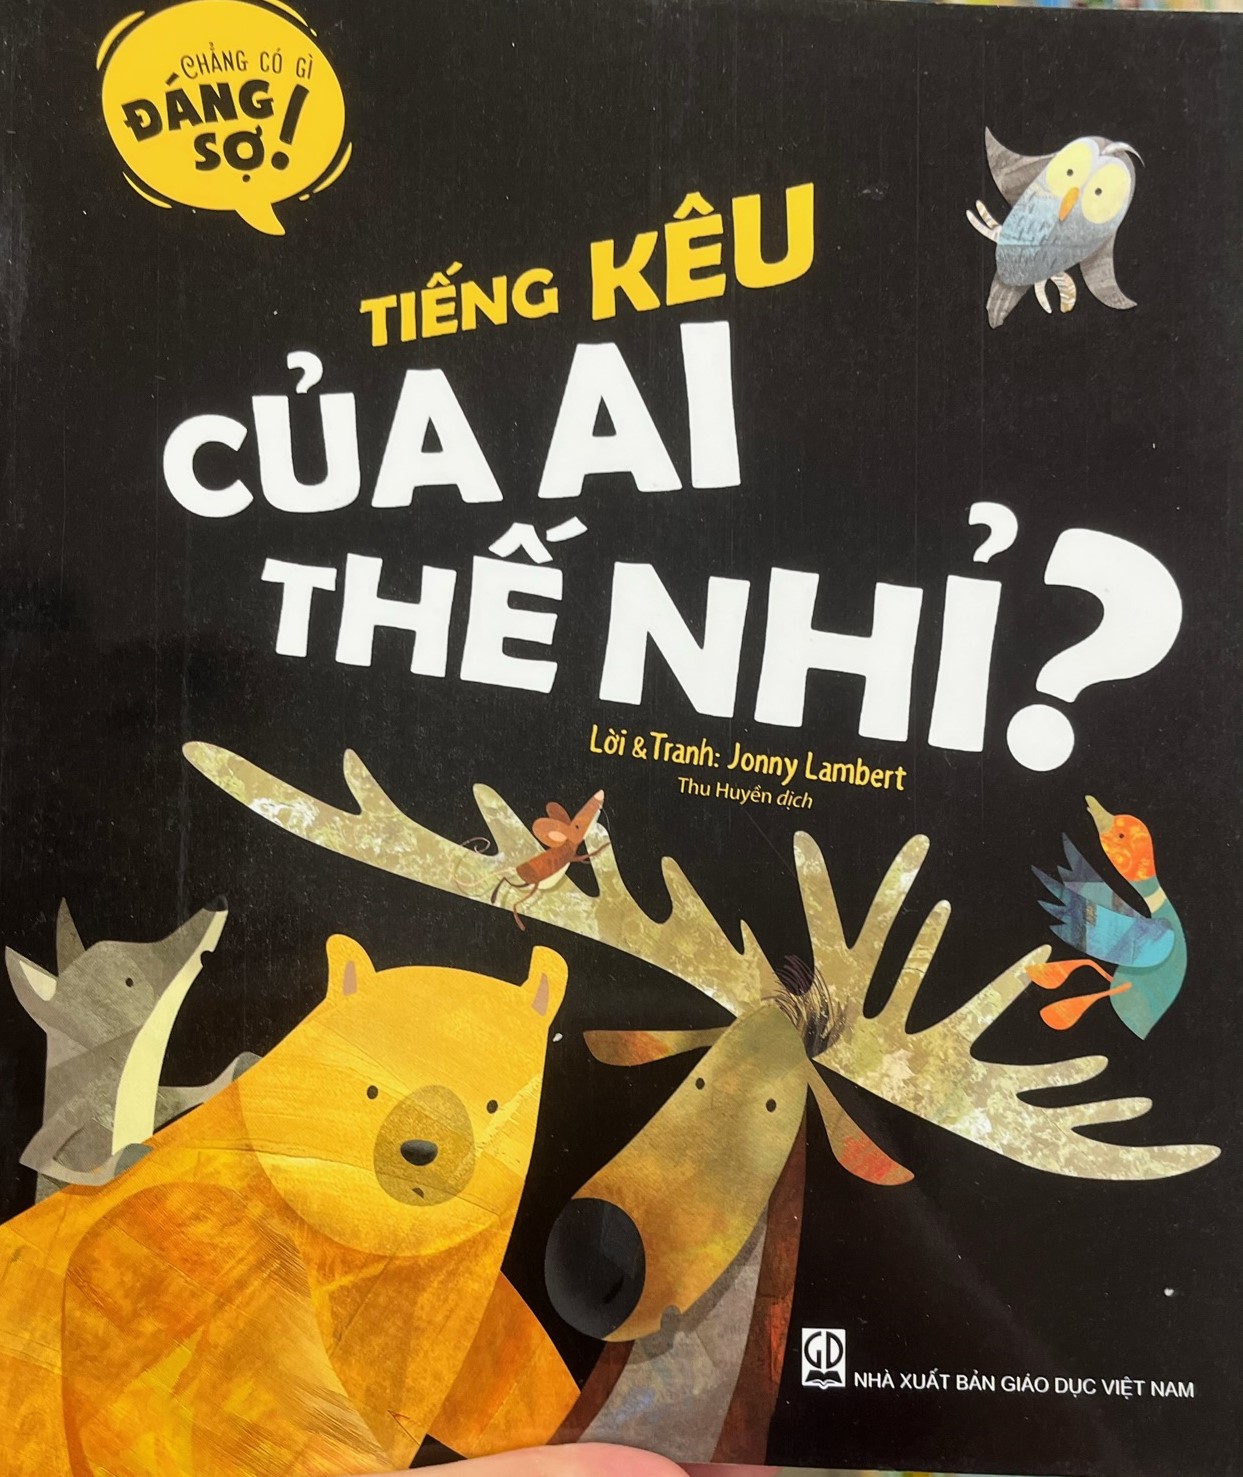 CHẲNG CÓ GÌ
ĐÁNG
SỢ!
TIẾNG KÊU
CỦA AI
THẾ NHỈ?
Lời & Tranh: Jonny Lambert
Thu Huyền dịch
GD
NHÀ XUẤT BẢN GIÁO DỤC VIỆT NAM